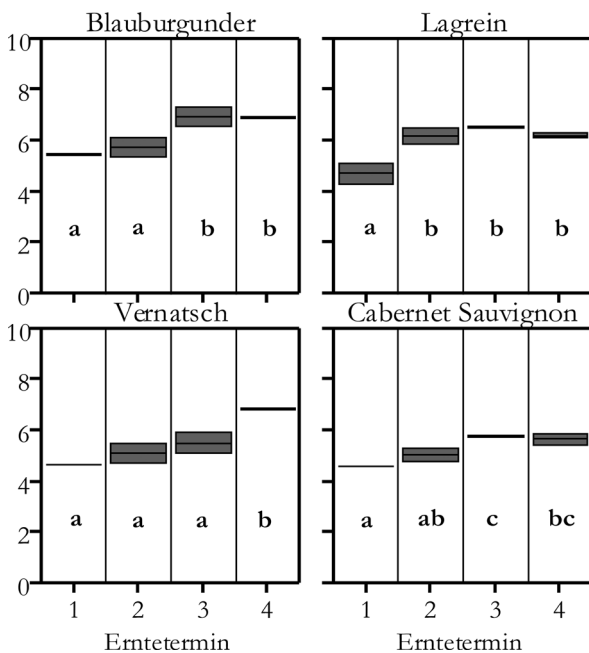 Blauburgunder
Lagrein
10
8
6
4
2
0
a a b b
a b b b
Vernatsch
Cabernet Sauvignon
10
8
6
4
2
0
a a a b
a ab c bc
1 2 3 4
1 2 3 4
Erntetermin
Erntetermin